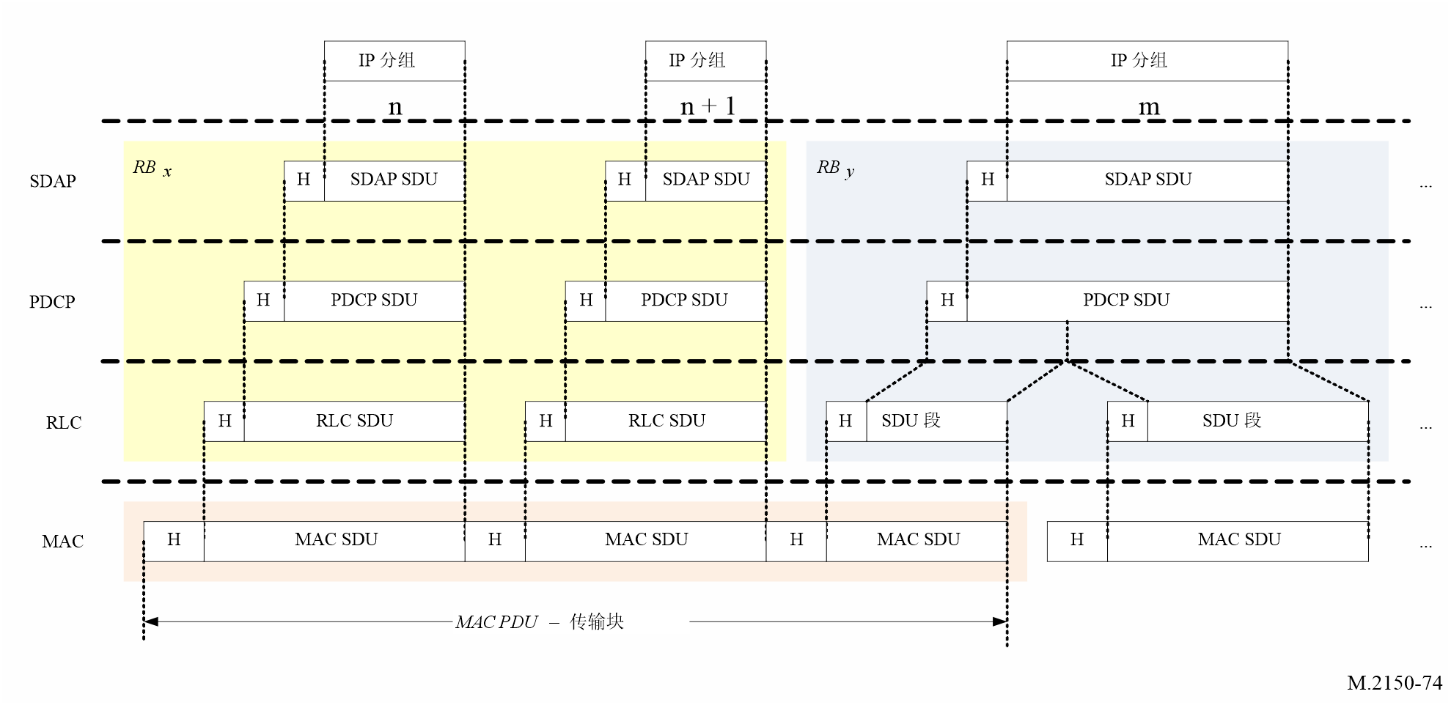 IP 分组 IP 分组 IP 分组
n n + 1 m
RB x RB y
SDAP H SDAP SDU H SDAP SDU H SDAP SDU ...
PDCP H PDCP SDU H PDCP SDU H PDCP SDU ...
RLC H RLC SDU H RLC SDU H SDU 段 H SDU 段 ...
MAC H MAC SDU H MAC SDU H MAC SDU H MAC SDU ...
MAC PDU – 传输块
M.2150-74